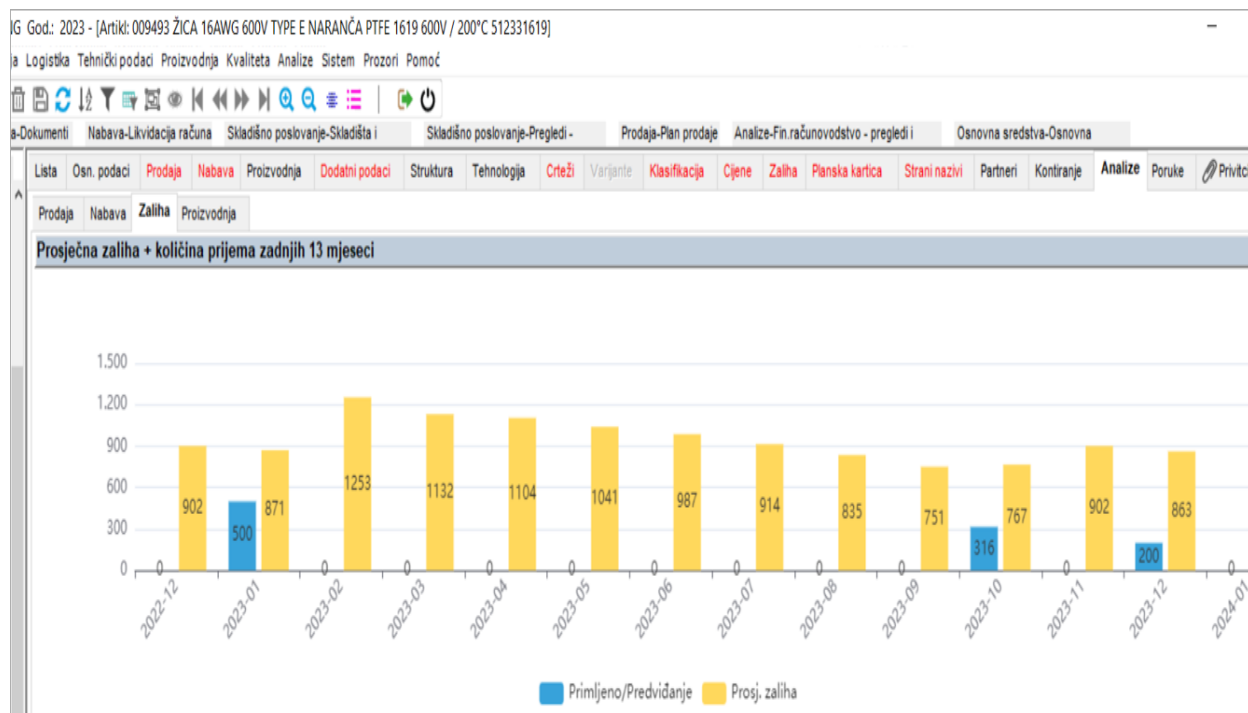 G God.: 2023 - [Artikl: 009493 ŽICA 16AWG 600V TYPE E NARANČA PTFE 1619 600V / 200°C 512331619]
ja Logistika Tehnički podaci Proizvodnja Kvaliteta Analize Sistem Prozori Pomoć
a-Dokumenti Nabava-Likvidacija računa Skladišno poslovanje-Skladišta i Skladišno poslovanje-Pregledi - Prodaja-Plan prodaje Analize-Fin.računovodstvo - pregledi i Osnovna sredstva-Osnovna
Lista Osn. podaci Prodaja Nabava Proizvodnja Dodatni podaci Struktura Tehnologija Crteži Varijante Klasifikacija Cijene Zaliha Planska kartica Strani nazivi Partneri Kontiranje Analize Poruke Privitci
Prodaja Nabava Zaliha Proizvodnja
Prosječna zaliha + količina prijema zadnjih 13 mjeseci
1.500
1.200
900
600
300
0
0 902 500 871 0 1253 0 1132 0 1104 0 1041 0 987 0 914 0 835 0 751 316 767 0 902 200 863 0
2022-12 2023-01 2023-02 2023-03 2023-04 2023-05 2023-06 2023-07 2023-08 2023-09 2023-10 2023-11 2023-12 2024-01
Primljeno/Predviđanje Prosj. zaliha